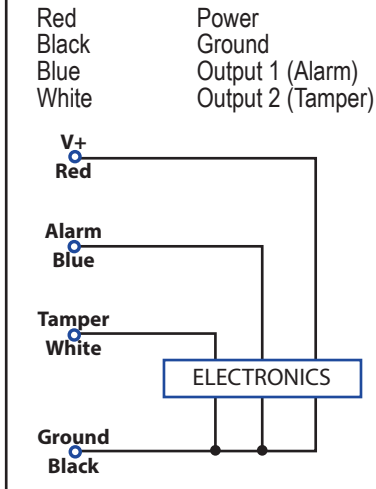 Red Power
Black Ground
Blue Output 1 (Alarm)
White Output 2 (Tamper)
V+
Red
Alarm
Blue
Tamper
White
ELECTRONICS
Ground
Black